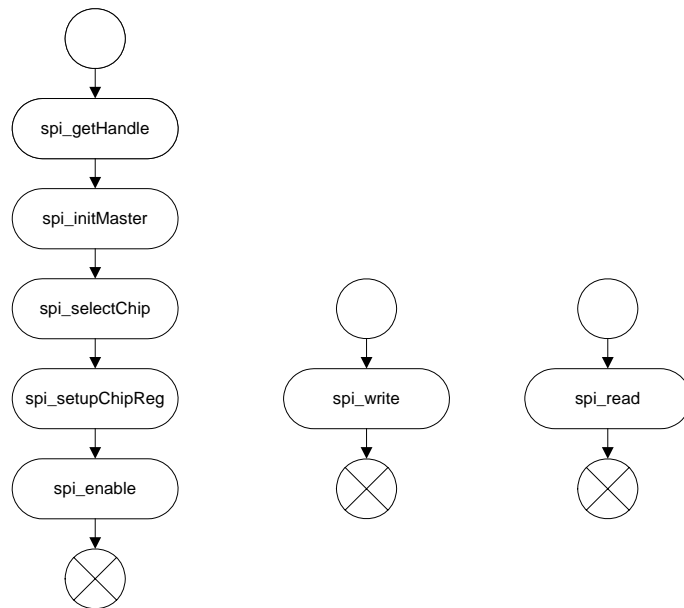 spi_getHandle
spi_initMaster
spi_selectChip
spi_setupChipReg
spi_enable
spi_write
spi_read